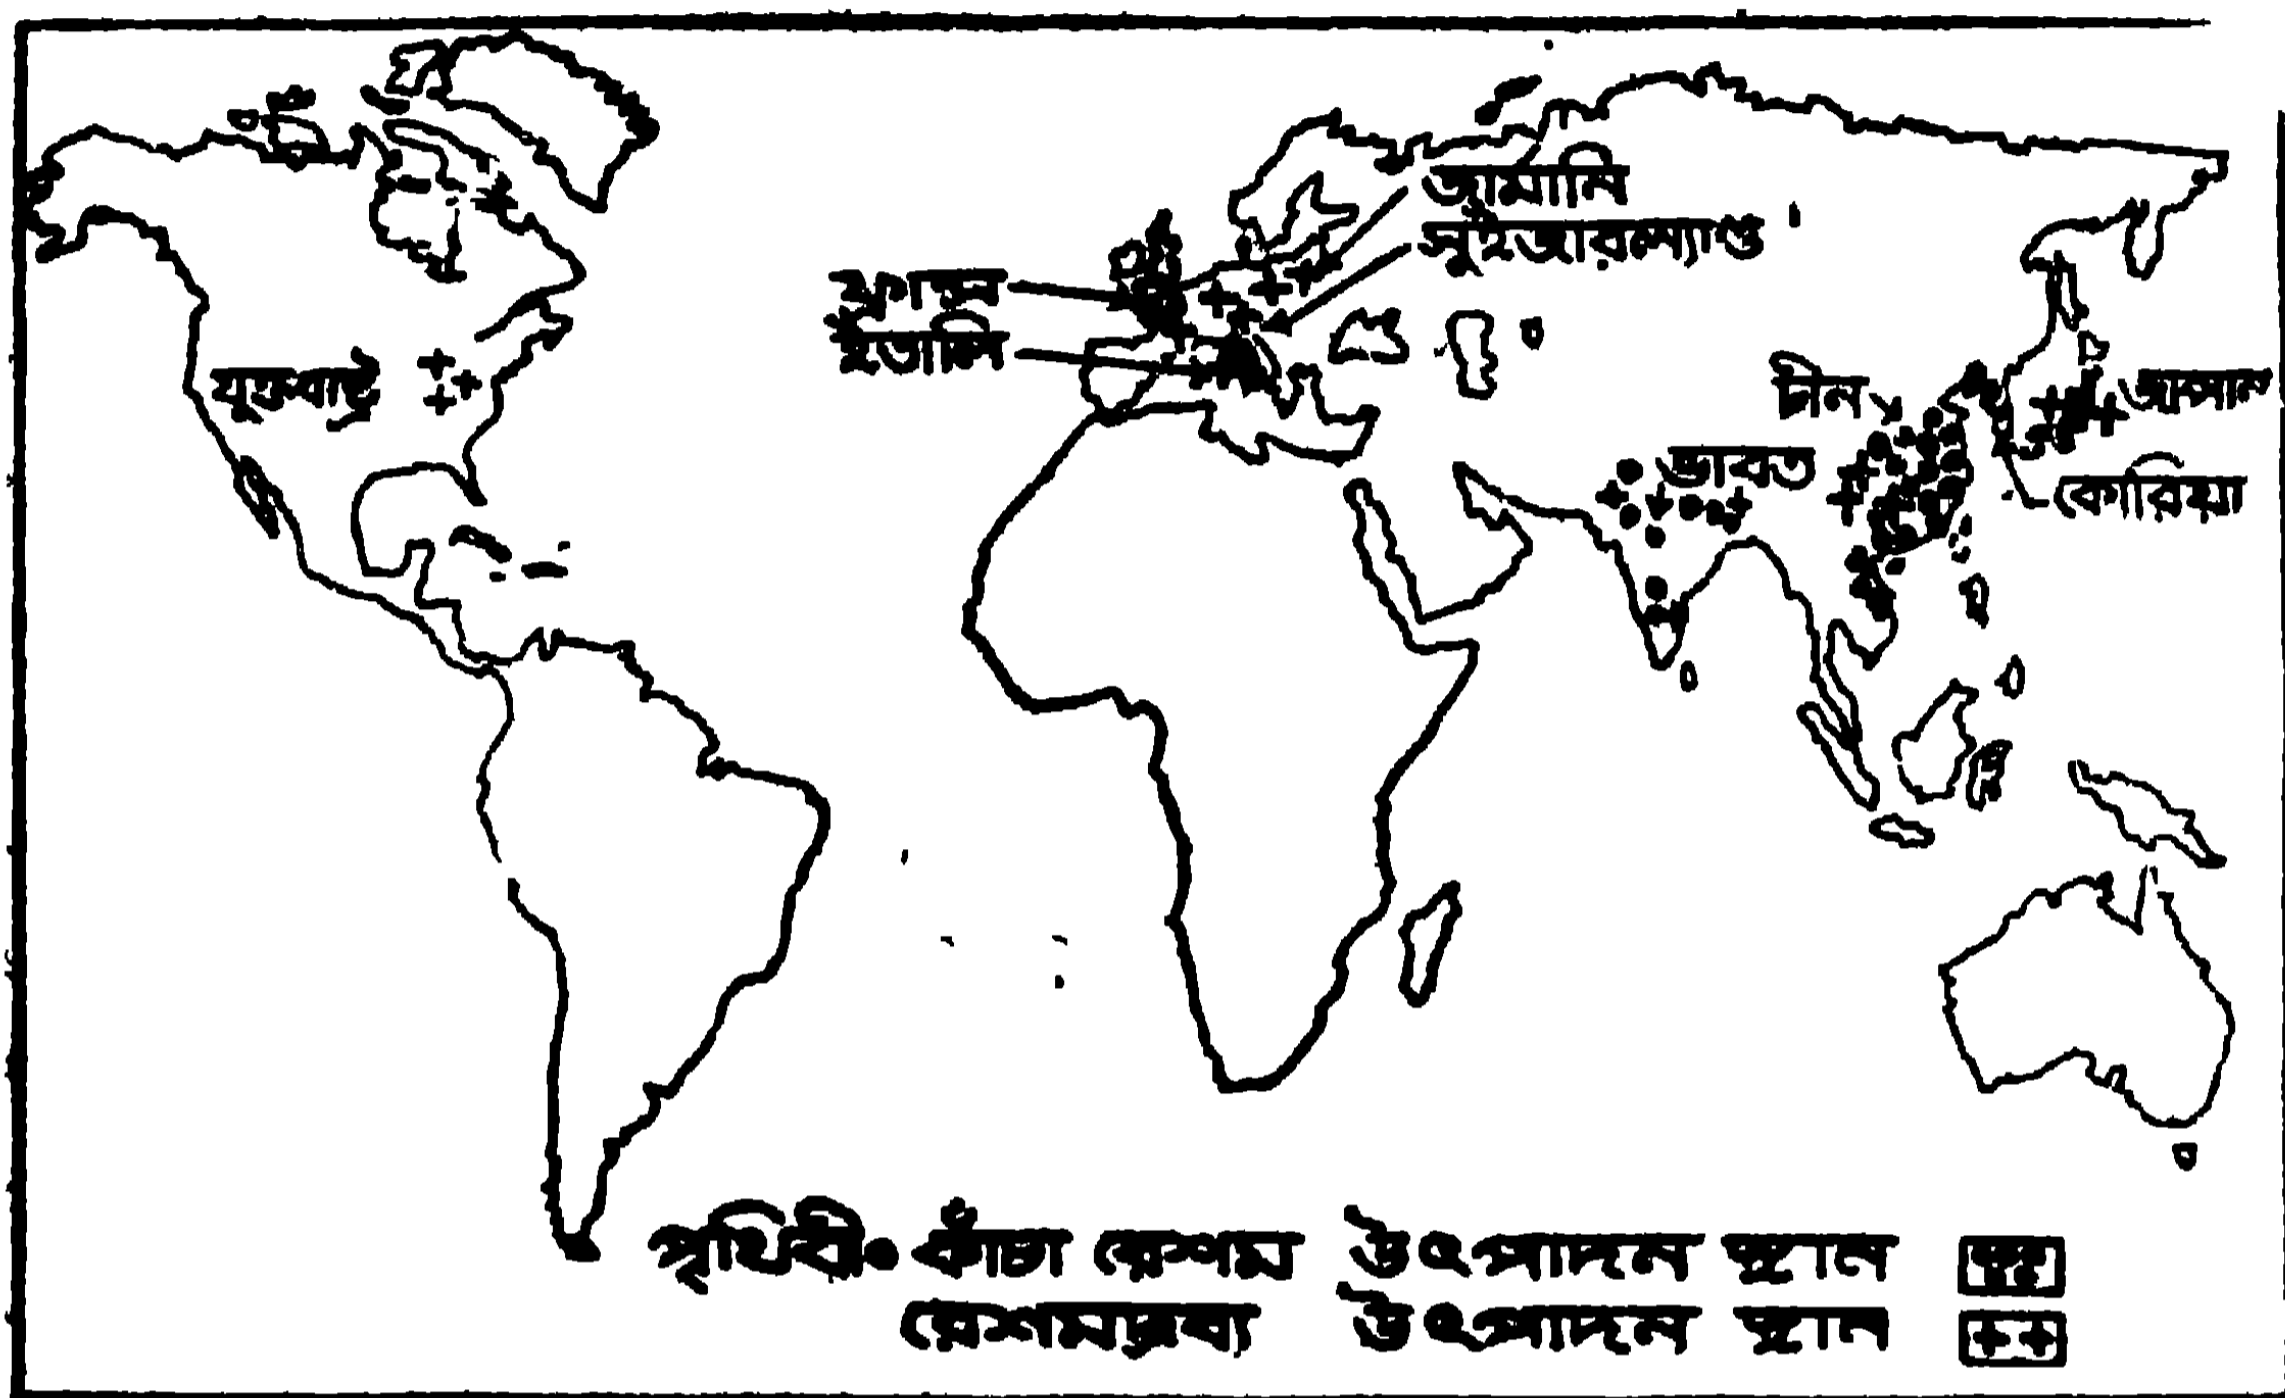 জার্মানি
সুইজারল্যাণ্ড
ফ্রান্স
ইতালি
যুক্তরাষ্ট্র
চীন
জাপান
ভারত
কোরিয়া
পৃথিবী • কাঁচা রেশম উৎপাদন স্থান
রেশমদ্রব্য উৎপাদন স্থান